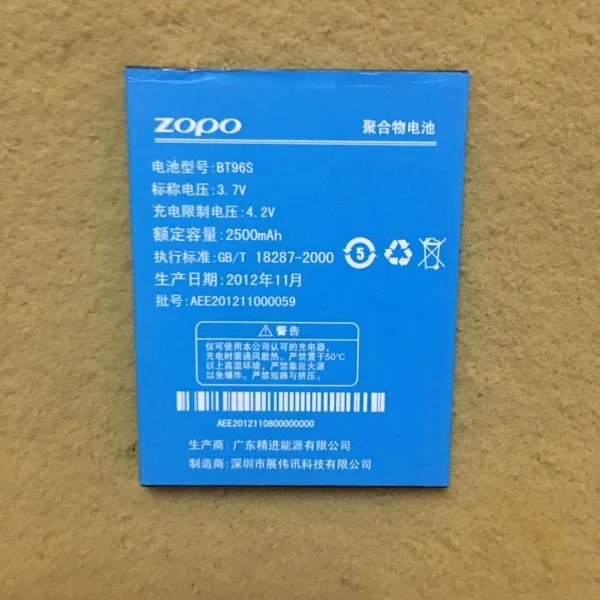 ZOPO
聚合物电池
电池型号: BT96S
标称电压: 3.7V
充电限制电压: 4.2V
额定容量: 2500mAh
执行标准: GB/T 18287-2000
5
生产日期: 2012年11月
批号: AEE201211000059
警告
仅可使用本公司认可的充电器,
充电时需通风散热。严禁置于50℃
以上高温环境, 严禁靠近火源
以免爆炸。严禁短路与挤压。
AEE2012110800000000
生产商: 广东精进能源有限公司
制造商: 深圳市展伟讯科技有限公司